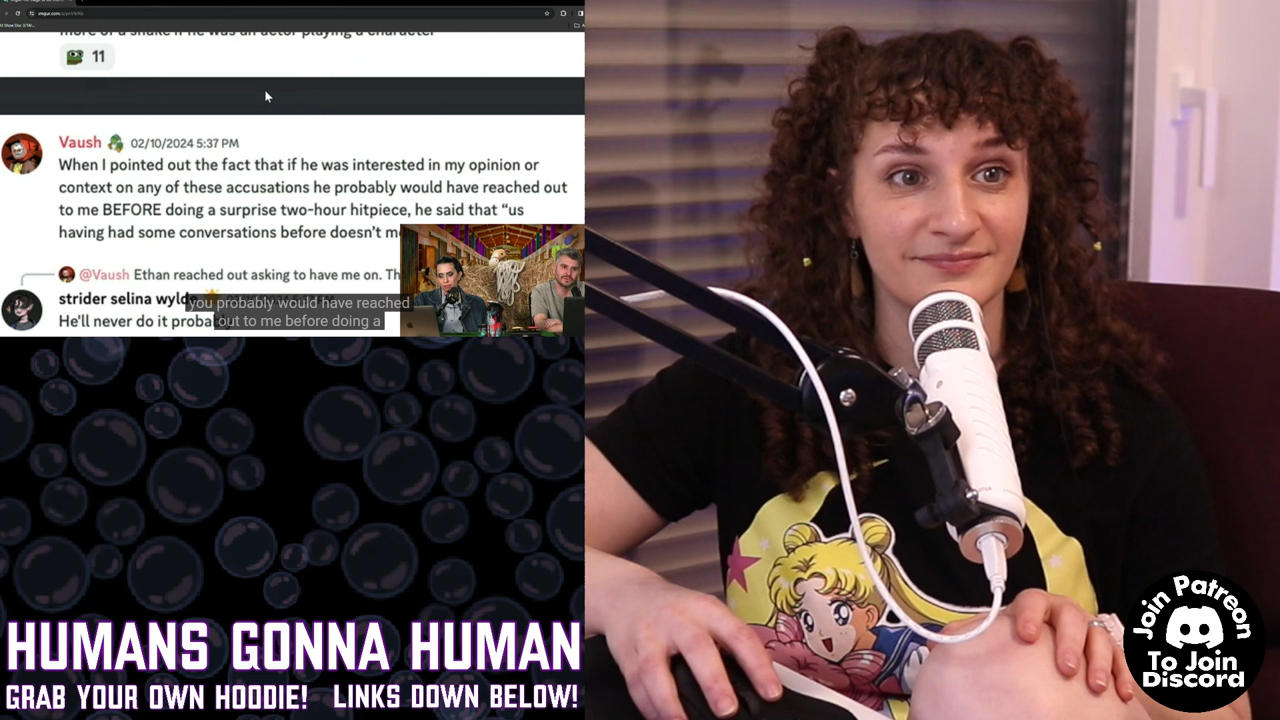 more of a snake if he was an actor playing a character
11
Vaush 02/10/2024 5:37 PM
When I pointed out the fact that if he was interested in my opinion or
context on any of these accusations he probably would have reached out
to me BEFORE doing a surprise two-hour hitpiece, he said that “us
having had some conversations before doesn’t m
@Vaush Ethan reached out asking to have me on. Th
strider selina wyld
He'll never do it proba
you probably would have reached
out to me before doing a
HUMANS GONNA HUMAN
GRAB YOUR OWN HOODIE! LINKS DOWN BELOW!
Join Patreon
To Join
Discord